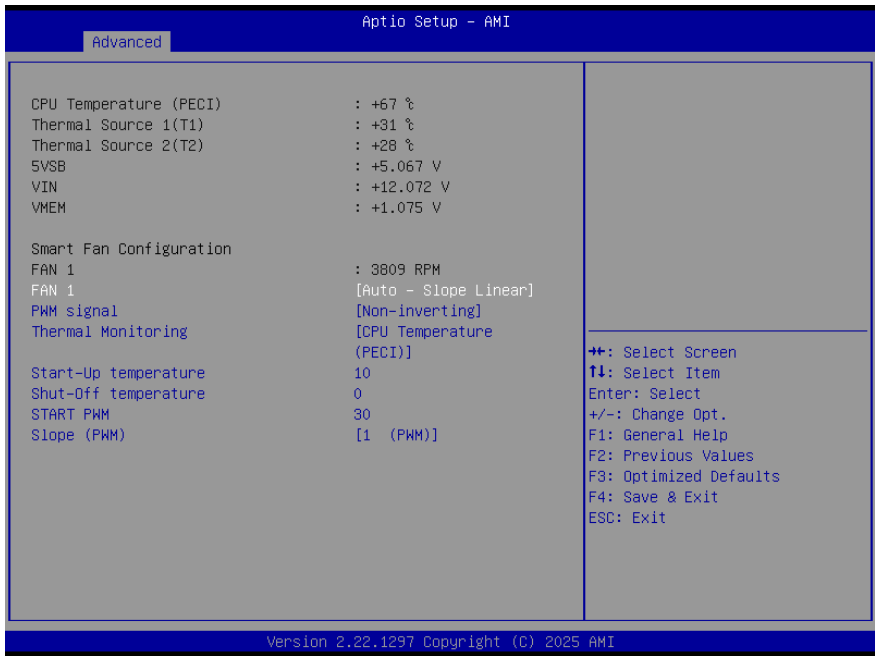 Aptio Setup – AMI
Advanced
CPU Temperature (PECI) : +67 ℃
Thermal Source 1(T1) : +31 ℃
Thermal Source 2(T2) : +28 ℃
5VSB : +5.067 V
VIN : +12.072 V
VMEM : +1.075 V
Smart Fan Configuration
FAN 1 : 3809 RPM
FAN 1 [Auto – Slope Linear]
PWM signal [Non-inverting]
Thermal Monitoring [CPU Temperature
(PECI)]
Start-Up temperature 10
Shut-Off temperature 0
START PWM 30
Slope (PWM) [1 (PWM)]
→←: Select Screen
↑↓: Select Item
Enter: Select
+/-: Change Opt.
F1: General Help
F2: Previous Values
F3: Optimized Defaults
F4: Save & Exit
ESC: Exit
Version 2.22.1297 Copyright (C) 2025 AMI